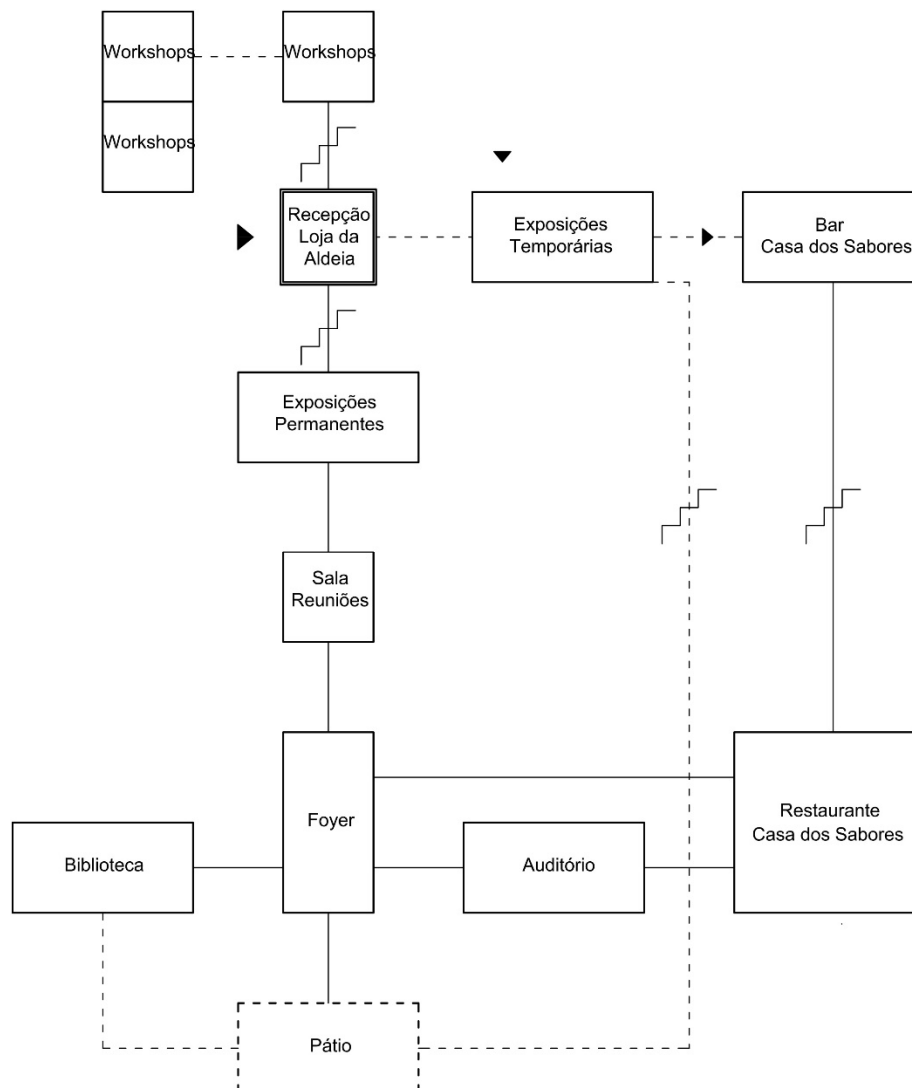 Workshops
Workshops
Workshops
Recepção
Loja da
Aldeia
Exposições
Temporárias
Bar
Casa dos Sabores
Exposições
Permanentes
Sala
Reuniões
Foyer
Restaurante
Casa dos Sabores
Biblioteca
Auditório
Pátio